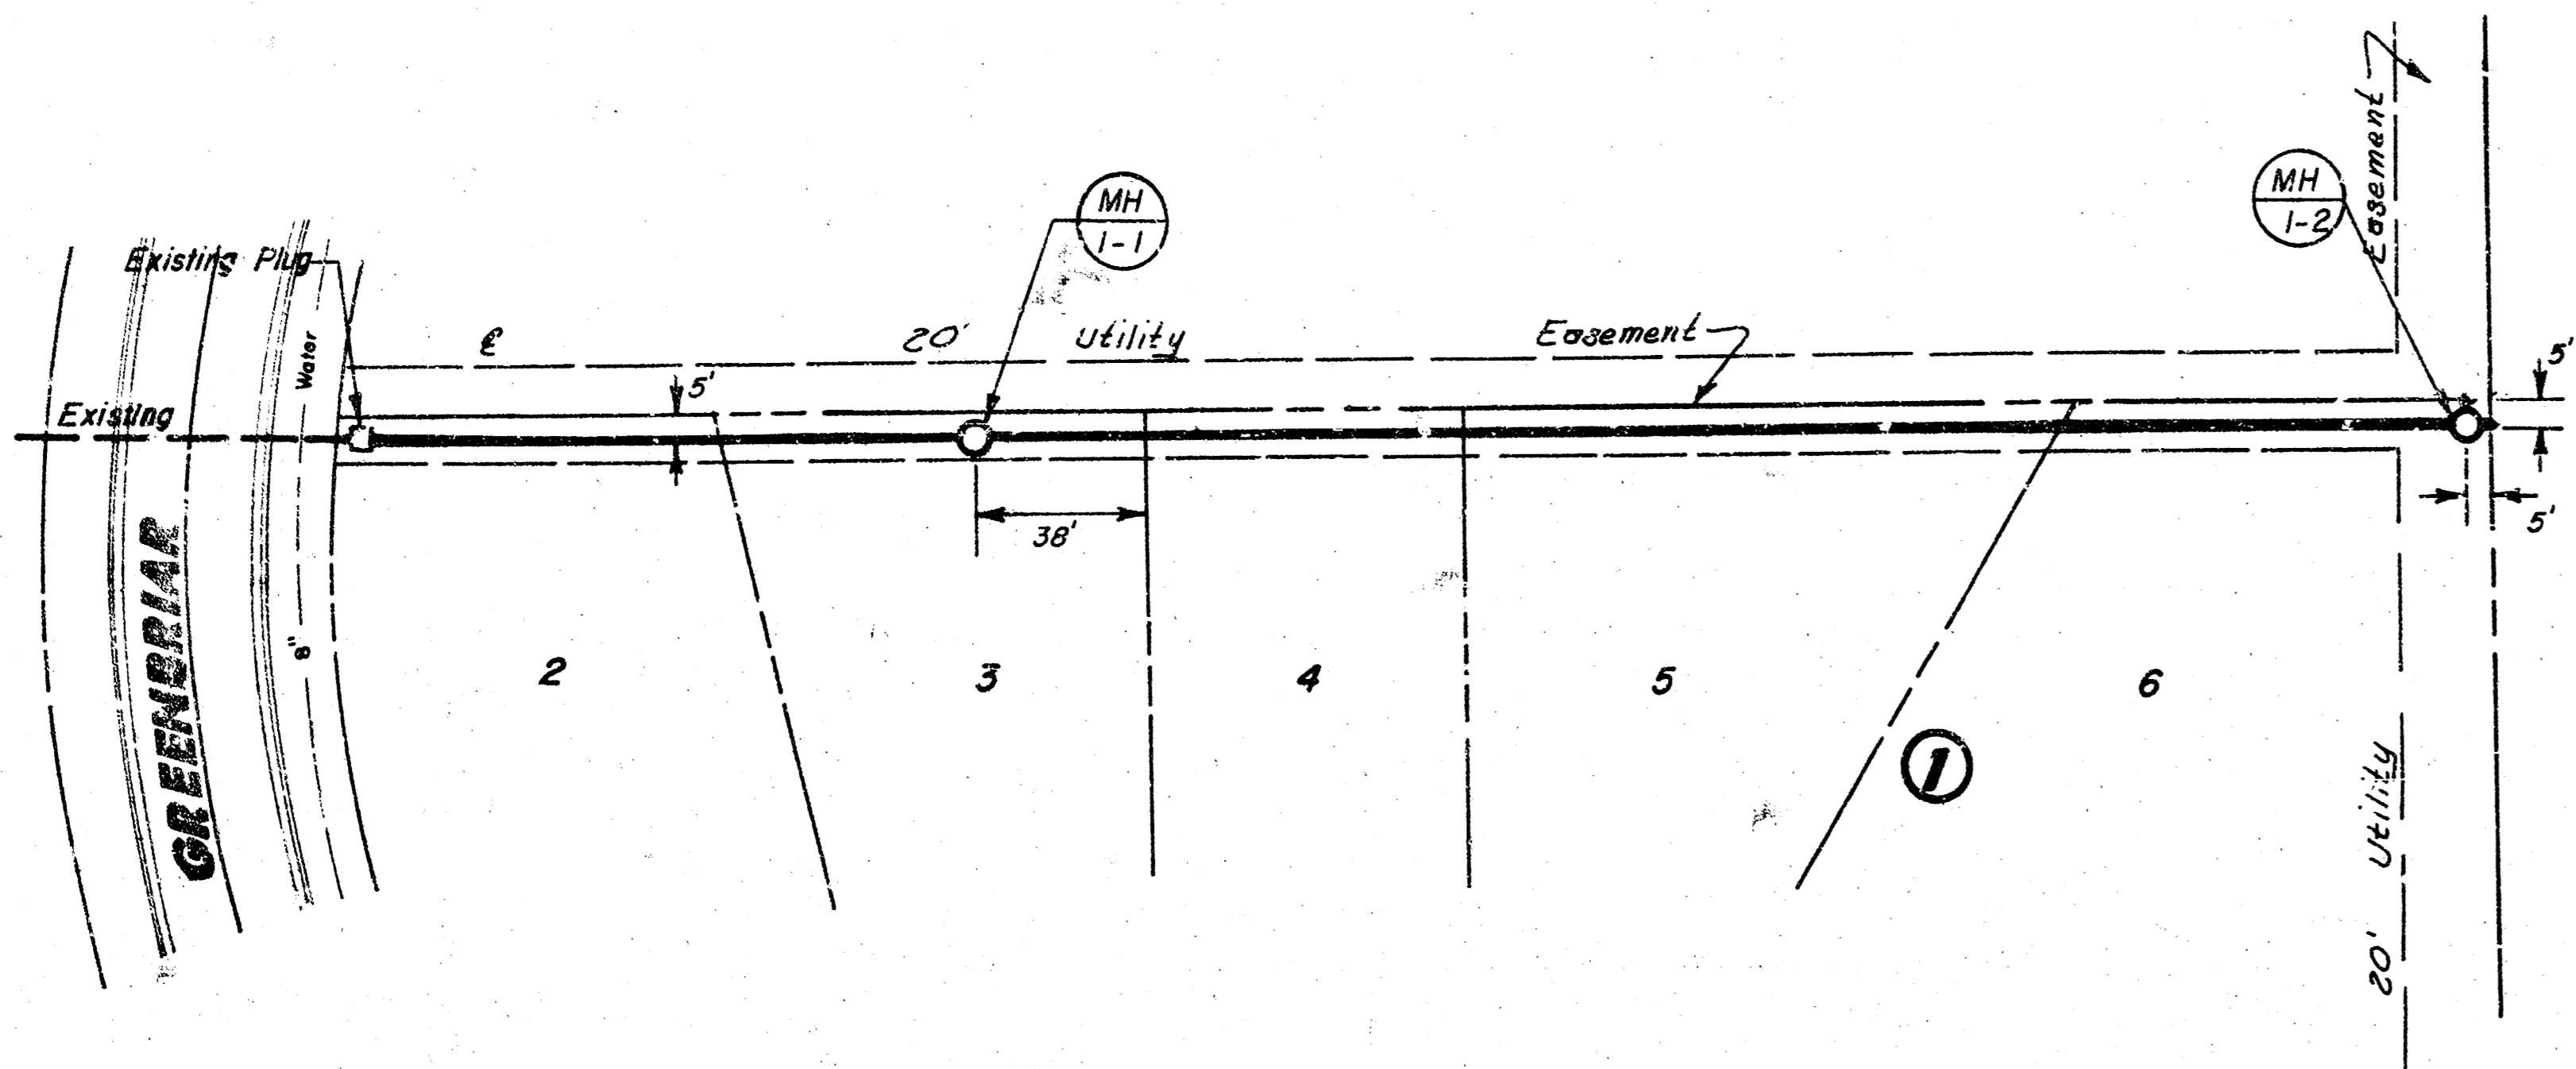 Easement
MH
1-1
MH
1-2
Existing Plug
Water
℄
20'
Utility
Easement
5'
5'
Existing
38'
5'
GREENBRIAR
8"
2
3
4
5
6
1
20' Utility